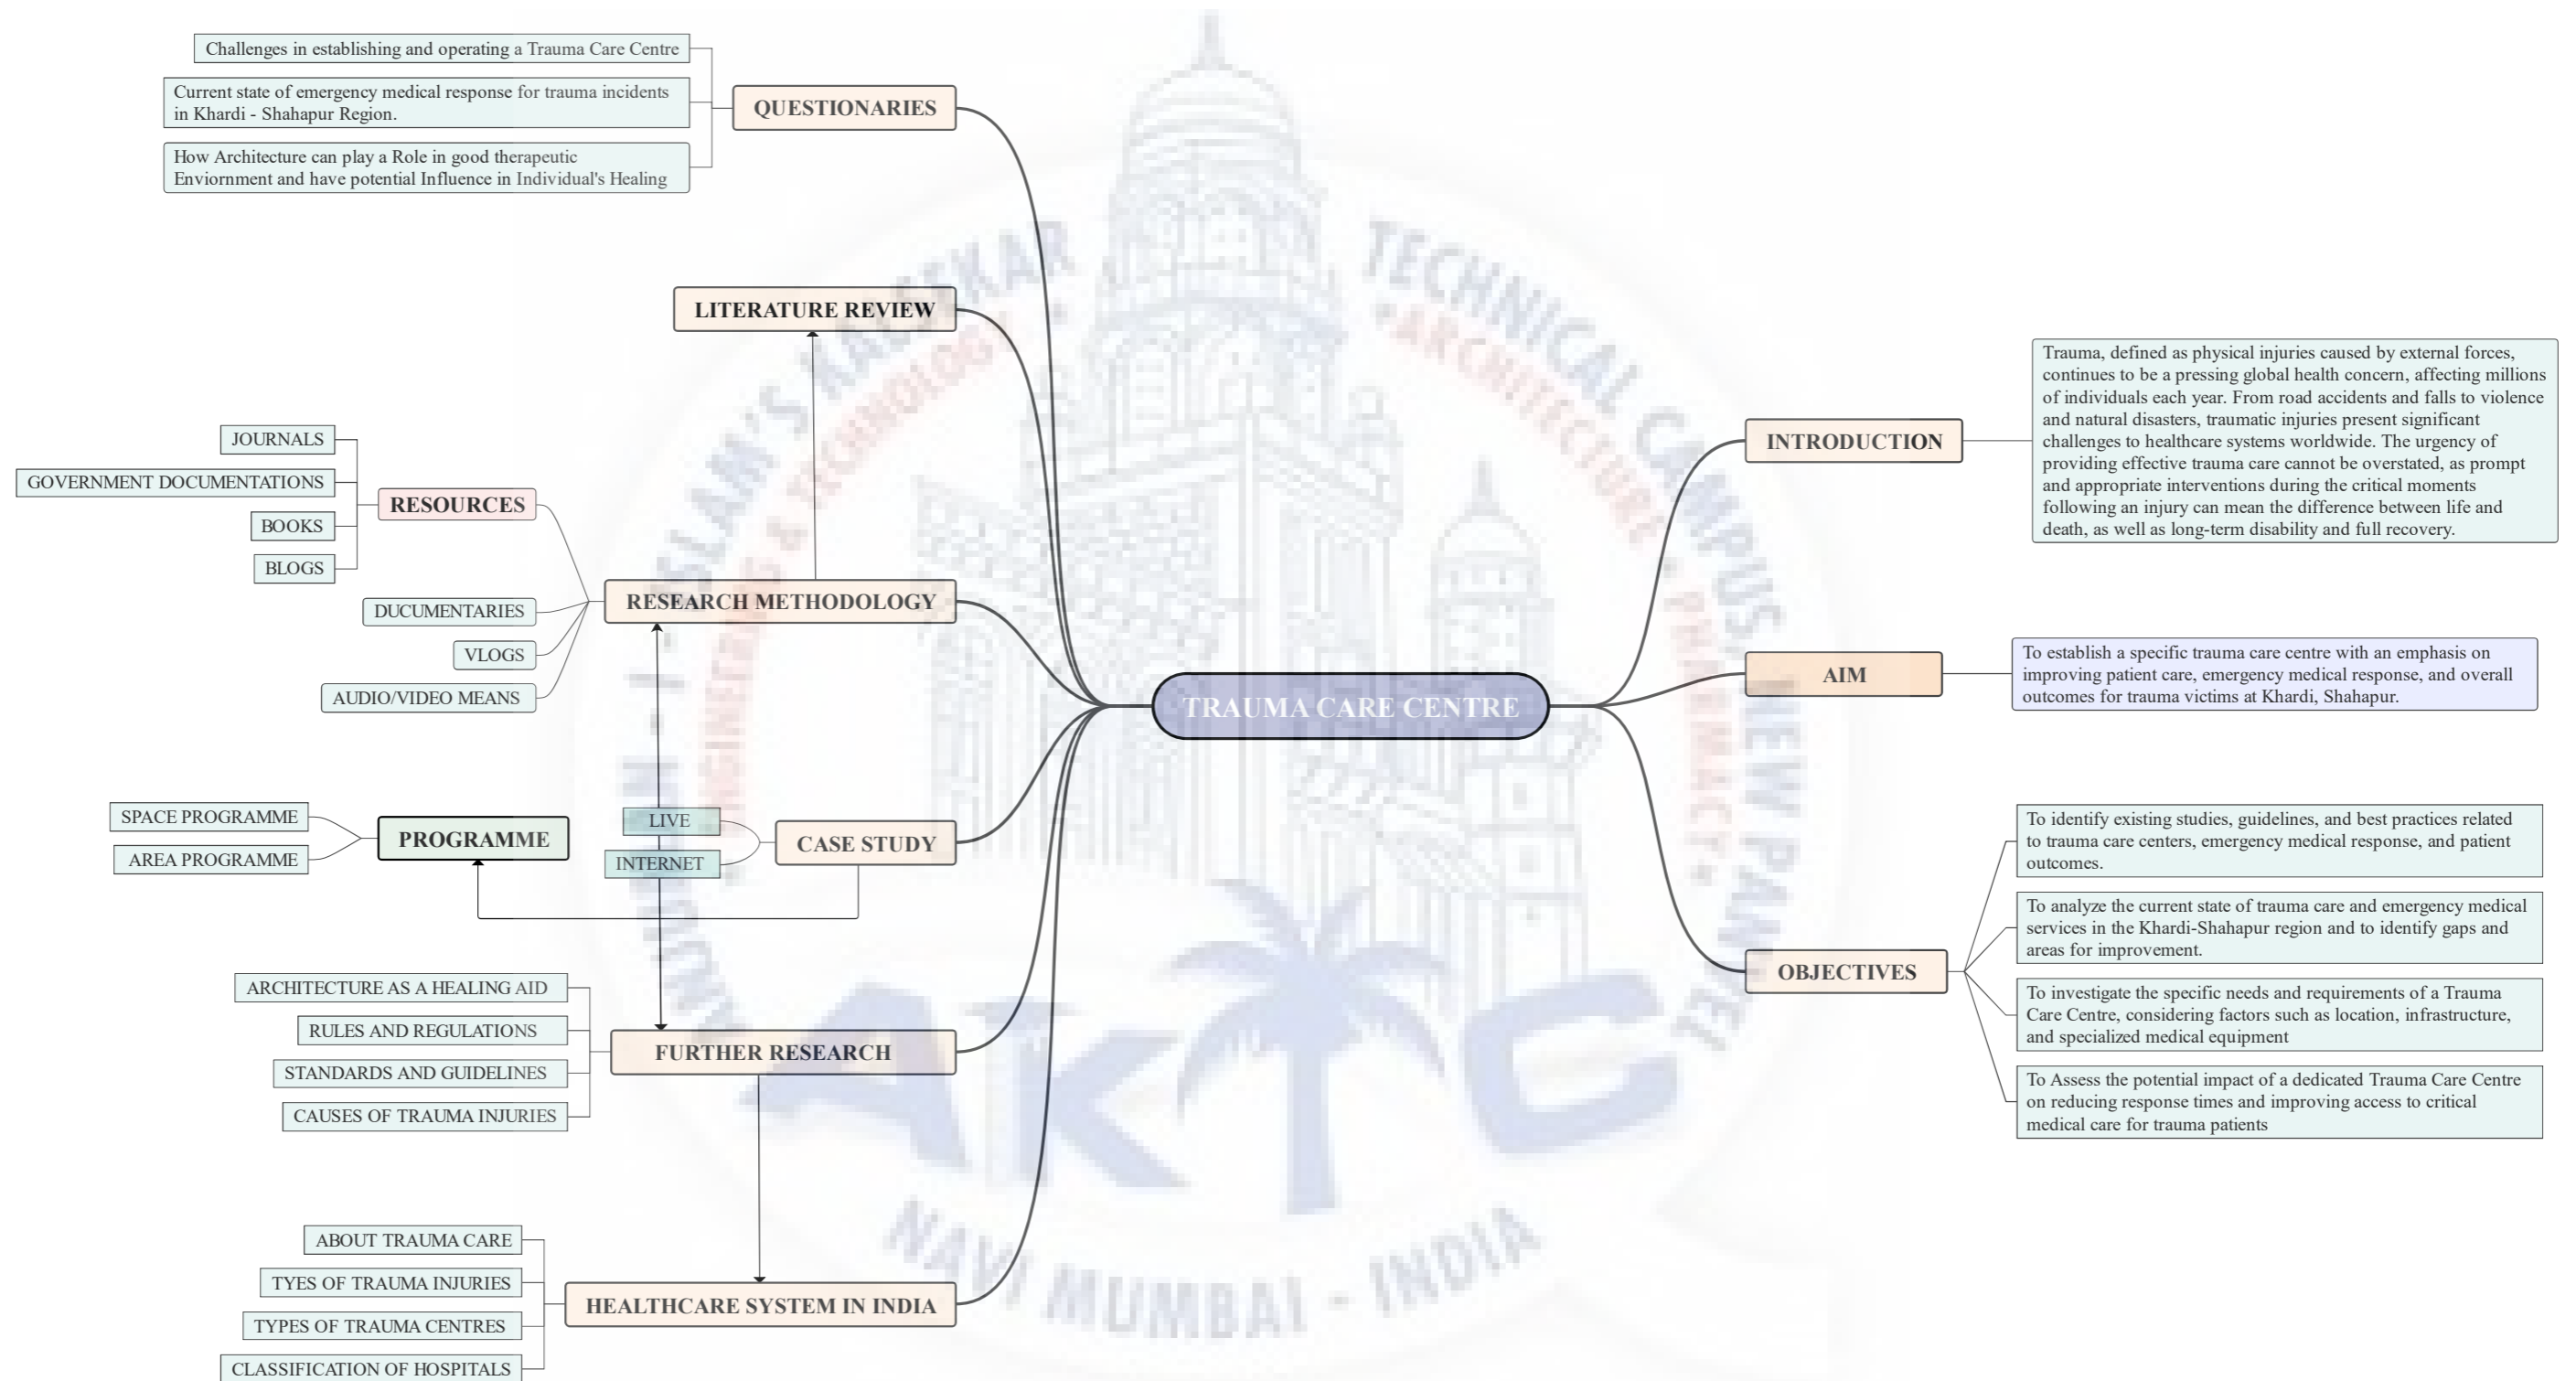 Challenges in establishing and operating a Trauma Care Centre
Current state of emergency medical response for trauma incidents
in Khardi - Shahapur Region.
How Architecture can play a Role in good therapeutic
Enviornment and have potential Influence in Individual's Healing
QUESTIONARIES
LITERATURE REVIEW
JOURNALS
GOVERNMENT DOCUMENTATIONS
BOOKS
BLOGS
RESOURCES
DUCUMENTARIES
VLOGS
AUDIO/VIDEO MEANS
RESEARCH METHODOLOGY
SPACE PROGRAMME
AREA PROGRAMME
PROGRAMME
LIVE
INTERNET
CASE STUDY
ARCHITECTURE AS A HEALING AID
RULES AND REGULATIONS
STANDARDS AND GUIDELINES
CAUSES OF TRAUMA INJURIES
FURTHER RESEARCH
ABOUT TRAUMA CARE
TYES OF TRAUMA INJURIES
TYPES OF TRAUMA CENTRES
CLASSIFICATION OF HOSPITALS
HEALTHCARE SYSTEM IN INDIA
TRAUMA CARE CENTRE
INTRODUCTION
Trauma, defined as physical injuries caused by external forces,
continues to be a pressing global health concern, affecting millions
of individuals each year. From road accidents and falls to violence
and natural disasters, traumatic injuries present significant
challenges to healthcare systems worldwide. The urgency of
providing effective trauma care cannot be overstated, as prompt
and appropriate interventions during the critical moments
following an injury can mean the difference between life and
death, as well as long-term disability and full recovery.
AIM
To establish a specific trauma care centre with an emphasis on
improving patient care, emergency medical response, and overall
outcomes for trauma victims at Khardi, Shahapur.
OBJECTIVES
To identify existing studies, guidelines, and best practices related
to trauma care centers, emergency medical response, and patient
outcomes.
To analyze the current state of trauma care and emergency medical
services in the Khardi-Shahapur region and to identify gaps and
areas for improvement.
To investigate the specific needs and requirements of a Trauma
Care Centre, considering factors such as location, infrastructure,
and specialized medical equipment
To Assess the potential impact of a dedicated Trauma Care Centre
on reducing response times and improving access to critical
medical care for trauma patients
TECHNICAL CAMPUS
ARCHITECTURE
AKTC
NAVI MUMBAI - INDIA